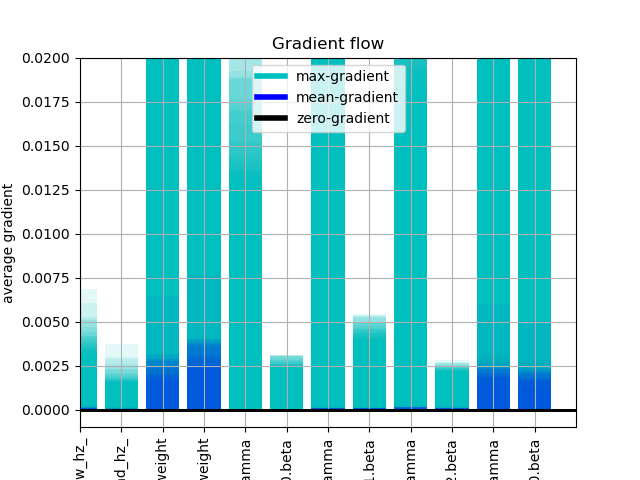 Gradient flow
max-gradient
mean-gradient
zero-gradient
average gradient
0.0200
0.0175
0.0150
0.0125
0.0100
0.0075
0.0050
0.0025
0.0000
w_hz_
nd_hz_
weight
weight
amma
0.beta
amma
1.beta
amma
2.beta
amma
0.beta